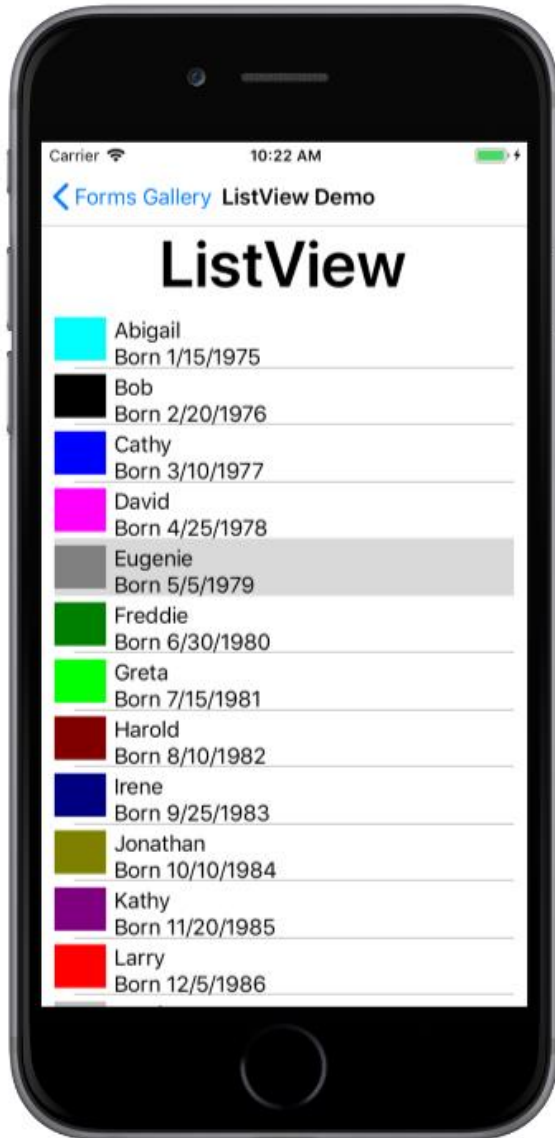 Carrier 10:22 AM
Forms Gallery ListView Demo
ListView
Abigail
Born 1/15/1975
Bob
Born 2/20/1976
Cathy
Born 3/10/1977
David
Born 4/25/1978
Eugenie
Born 5/5/1979
Freddie
Born 6/30/1980
Greta
Born 7/15/1981
Harold
Born 8/10/1982
Irene
Born 9/25/1983
Jonathan
Born 10/10/1984
Kathy
Born 11/20/1985
Larry
Born 12/5/1986